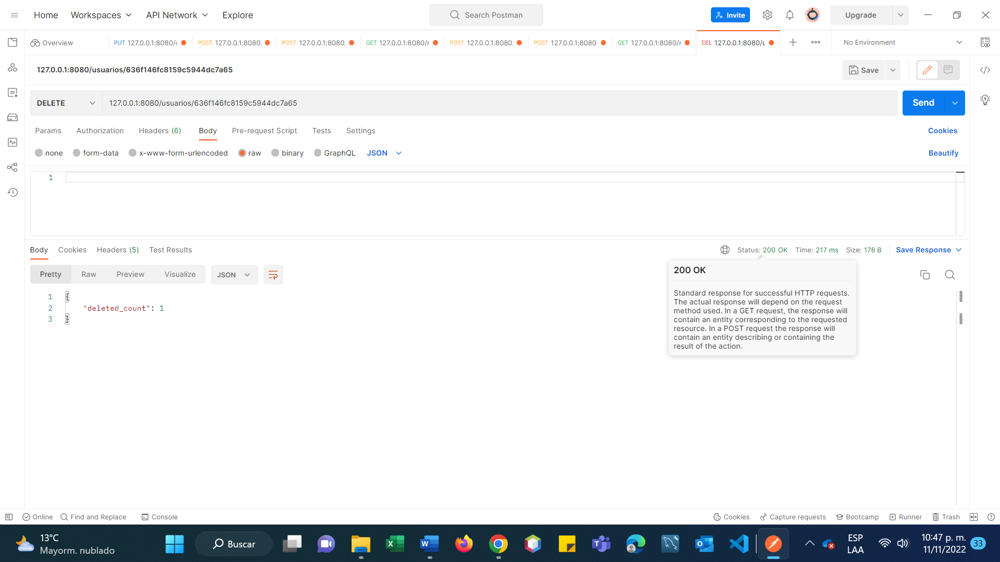 Home Workspaces API Network Explore Search Postman Invite Upgrade
Overview PUT 127.0.0.1:8080/ POST 127.0.0.1:8080, POST 127.0.0.1:8080, GET 127.0.0.1:8080/r POST 127.0.0.1:8080 POST 127.0.0.1:8080 GET 127.0.0.1:8080/r DEL 127.0.0.1:8080/u No Environment
127.0.0.1:8080/usuarios/636f146fc8159c5944dc7a65 Save
DELETE 127.0.0.1:8080/usuarios/636f146fc8159c5944dc7a65 Send
Params Authorization Headers (6) Body Pre-request Script Tests Settings Cookies
none form-data x-www-form-urlencoded raw binary GraphQL JSON Beautify
1
Body Cookies Headers (5) Test Results Status: 200 OK Time: 217 ms Size: 178 B Save Response
Pretty Raw Preview Visualize JSON
1 {
2 "deleted_count": 1
3 }
200 OK
Standard response for successful HTTP requests.
The actual response will depend on the request
method used. In a GET request, the response will
contain an entity corresponding to the requested
resource. In a POST request the response will
contain an entity describing or containing the
result of the action.
Online Find and Replace Console Cookies Capture requests Bootcamp Runner Trash
13°C
Mayorm. nublado
Buscar
ESP
LAA
10:47 p. m.
11/11/2022
33